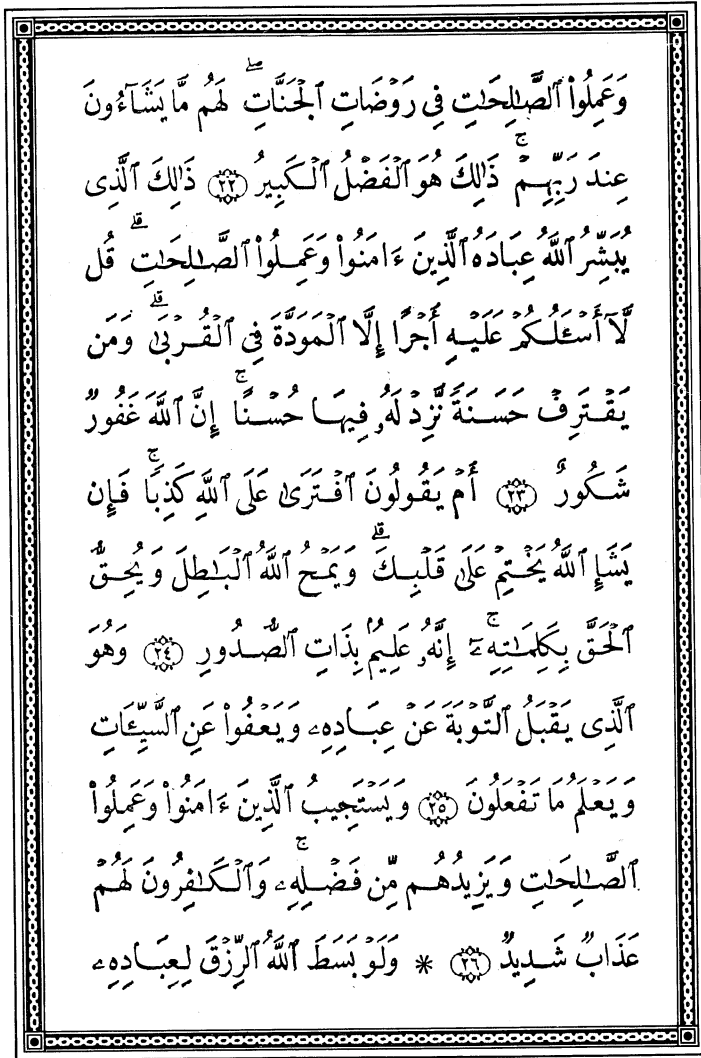 وَعَمِلُوا۟ ٱلصَّـٰلِحَـٰتِ فِى رَوْضَاتِ ٱلْجَنَّاتِ ۖ لَهُم مَّا يَشَآءُونَ
عِندَ رَبِّهِمْ ۚ ذَٰلِكَ هُوَ ٱلْفَضْلُ ٱلْكَبِيرُ ﴿٢٢﴾ ذَٰلِكَ ٱلَّذِى
يُبَشِّرُ ٱللَّهُ عِبَادَهُ ٱلَّذِينَ ءَامَنُوا۟ وَعَمِلُوا۟ ٱلصَّـٰلِحَـٰتِ ۗ قُل
لَّآ أَسْـَٔلُكُمْ عَلَيْهِ أَجْرًا إِلَّا ٱلْمَوَدَّةَ فِى ٱلْقُرْبَىٰ ۗ وَمَن
يَقْتَرِفْ حَسَنَةً نَّزِدْ لَهُۥ فِيهَا حُسْنًا ۚ إِنَّ ٱللَّهَ غَفُورٌ
شَكُورٌ ﴿٢٣﴾ أَمْ يَقُولُونَ ٱفْتَرَىٰ عَلَى ٱللَّهِ كَذِبًا ۖ فَإِن
يَشَإِ ٱللَّهُ يَخْتِمْ عَلَىٰ قَلْبِكَ ۗ وَيَمْحُ ٱللَّهُ ٱلْبَـٰطِلَ وَيُحِقُّ
ٱلْحَقَّ بِكَلِمَـٰتِهِۦٓ ۚ إِنَّهُۥ عَلِيمٌۢ بِذَاتِ ٱلصُّدُورِ ﴿٢٤﴾ وَهُوَ
ٱلَّذِى يَقْبَلُ ٱلتَّوْبَةَ عَنْ عِبَادِهِۦ وَيَعْفُوا۟ عَنِ ٱلسَّيِّـَٔاتِ
وَيَعْلَمُ مَا تَفْعَلُونَ ﴿٢٥﴾ وَيَسْتَجِيبُ ٱلَّذِينَ ءَامَنُوا۟ وَعَمِلُوا۟
ٱلصَّـٰلِحَـٰتِ وَيَزِيدُهُم مِّن فَضْلِهِۦ ۚ وَٱلْكَـٰفِرُونَ لَهُمْ
عَذَابٌ شَدِيدٌ ﴿٢٦﴾ * وَلَوْ بَسَطَ ٱللَّهُ ٱلرِّزْقَ لِعِبَادِهِۦ